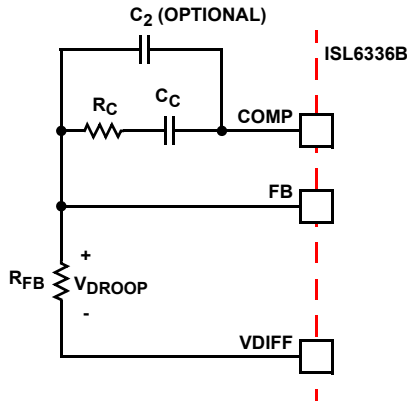 C2 (OPTIONAL)
ISL6336B
RC
CC
COMP
FB
+
RFB
VDROOP
-
VDIFF